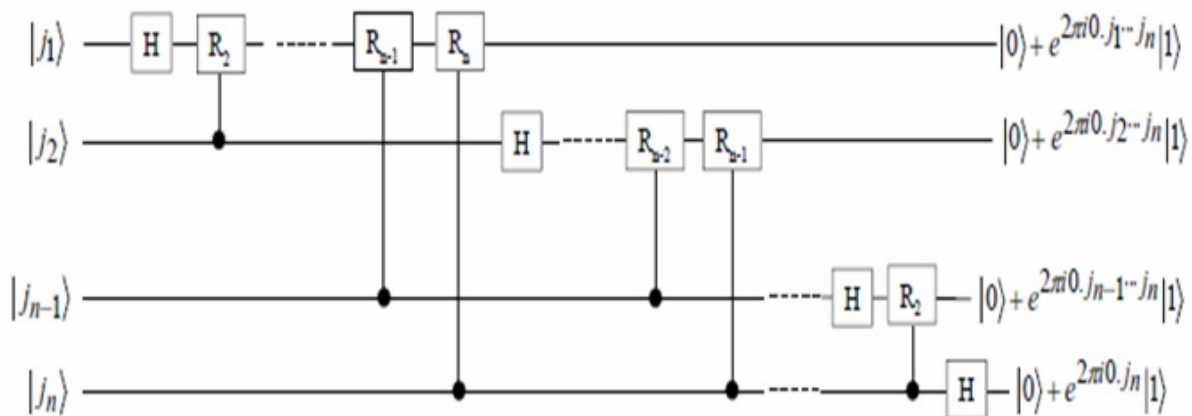 |j₁⟩ H R₂ Rₙ₋₁ Rₙ |0⟩ + e^{2πi0.j₁...jₙ}|1⟩
|j₂⟩ H Rₙ₋₂ Rₙ₋₁ |0⟩ + e^{2πi0.j₂...jₙ}|1⟩
|jₙ₋₁⟩ H R₂ |0⟩ + e^{2πi0.jₙ₋₁...jₙ}|1⟩
|jₙ⟩ H |0⟩ + e^{2πi0.jₙ}|1⟩